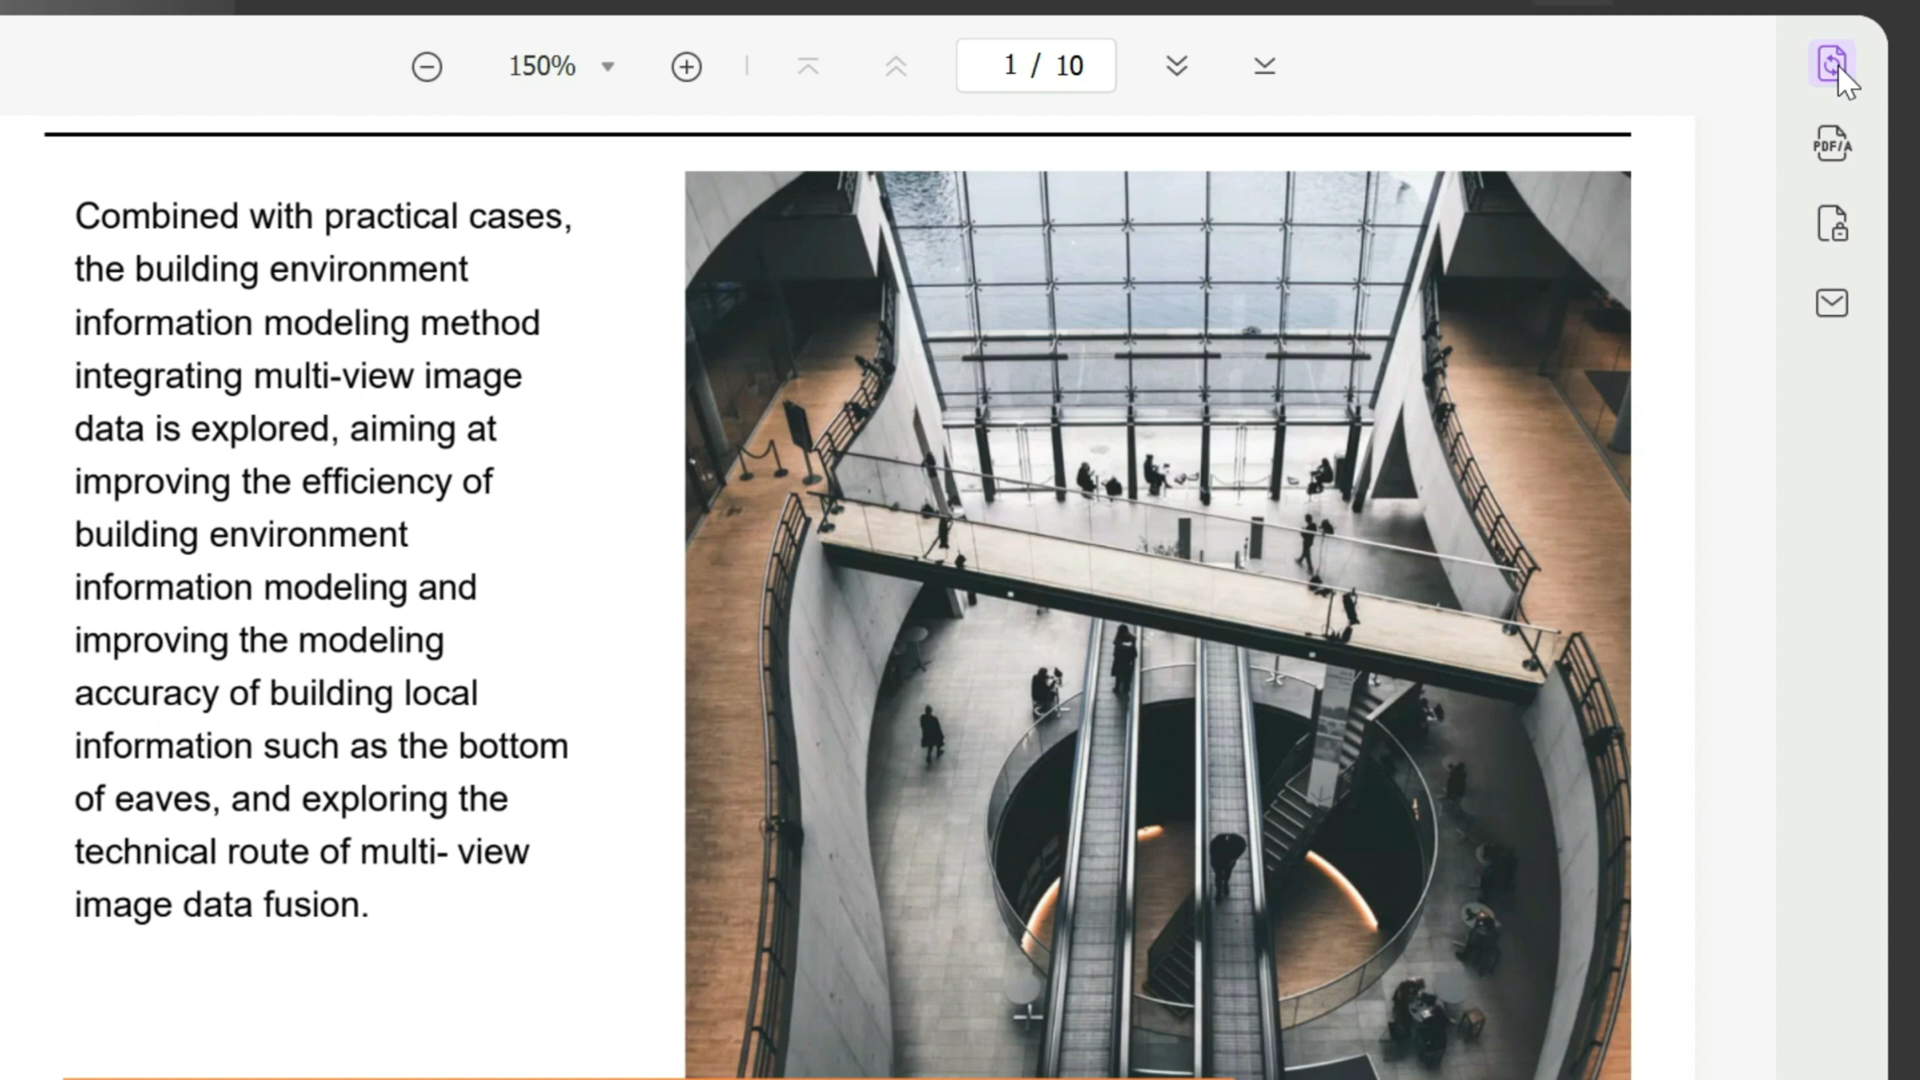 150%
1 / 10
PDF/A
Combined with practical cases,
the building environment
information modeling method
integrating multi-view image
data is explored, aiming at
improving the efficiency of
building environment
information modeling and
improving the modeling
accuracy of building local
information such as the bottom
of eaves, and exploring the
technical route of multi- view
image data fusion.